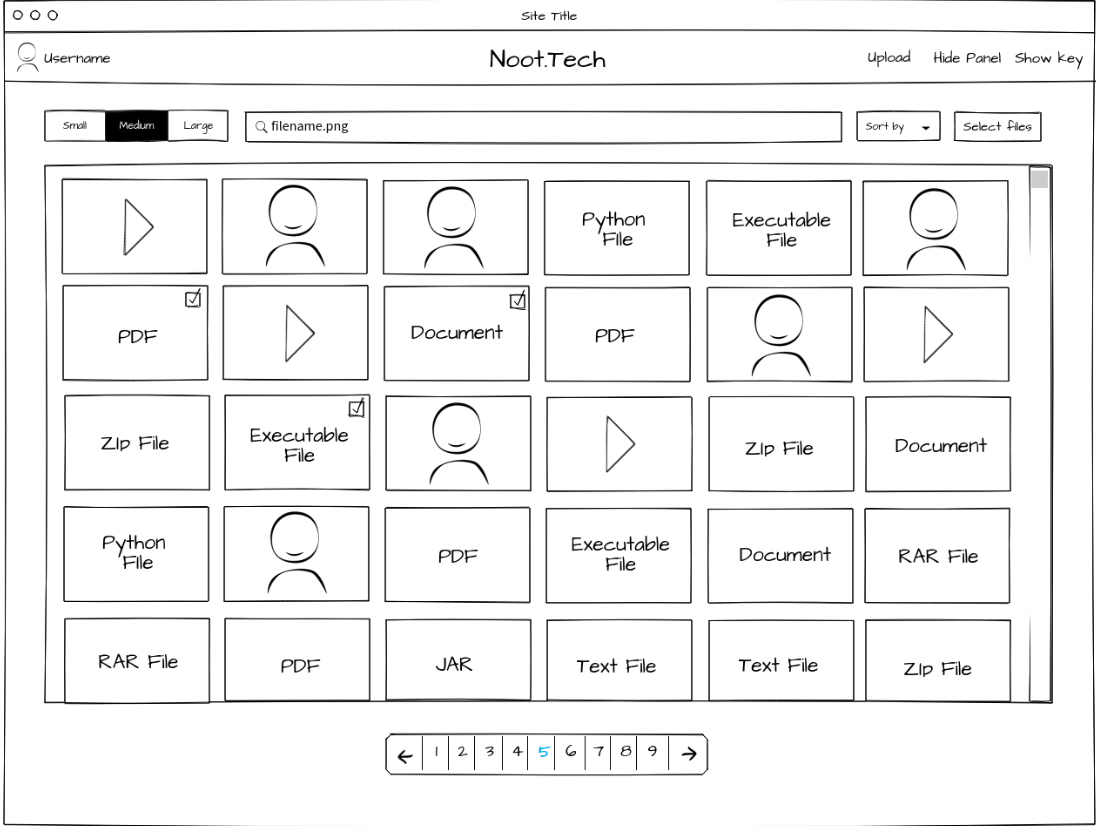 Site Title
Username
Noot.Tech
Upload
Hide Panel
Show key
Small
Medium
Large
filename.png
Sort by
Select files
Python
File
Executable
File
PDF
Document
PDF
Zip File
Executable
File
Zip File
Document
Python
File
PDF
Executable
File
Document
RAR File
RAR File
PDF
JAR
Text File
Text File
Zip File
← 1 2 3 4 5 6 7 8 9 →